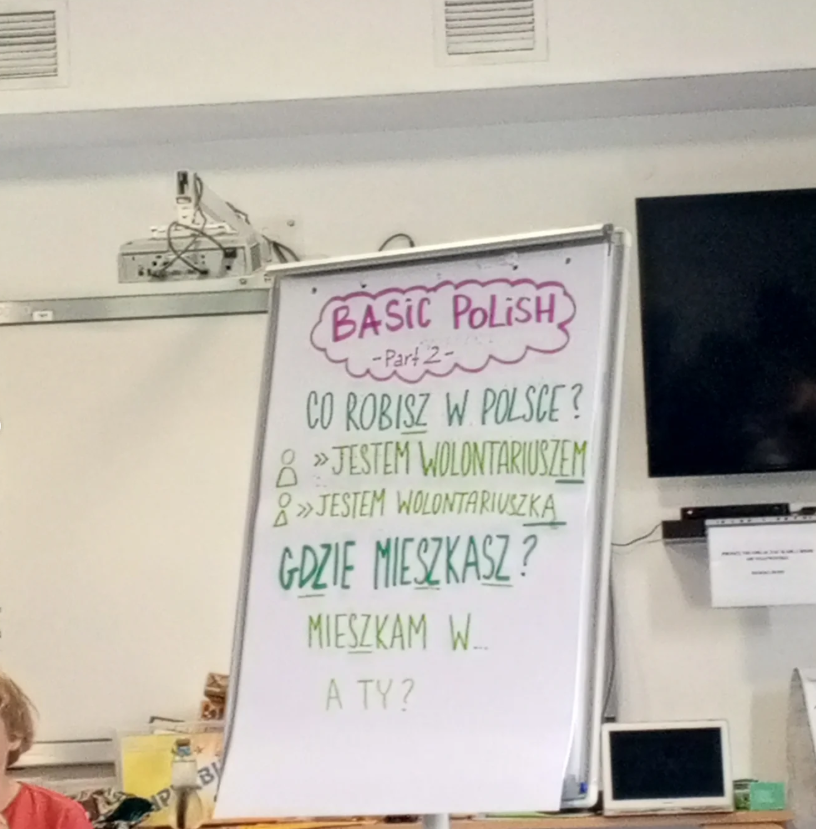 BASIC POLISH
-Part 2-
CO ROBISZ W POLSCE?
» JESTEM WOLONTARIUSZEM
» JESTEM WOLONTARIUSZKĄ
GDZIE MIESZKASZ?
MIESZKAM W...
A TY?